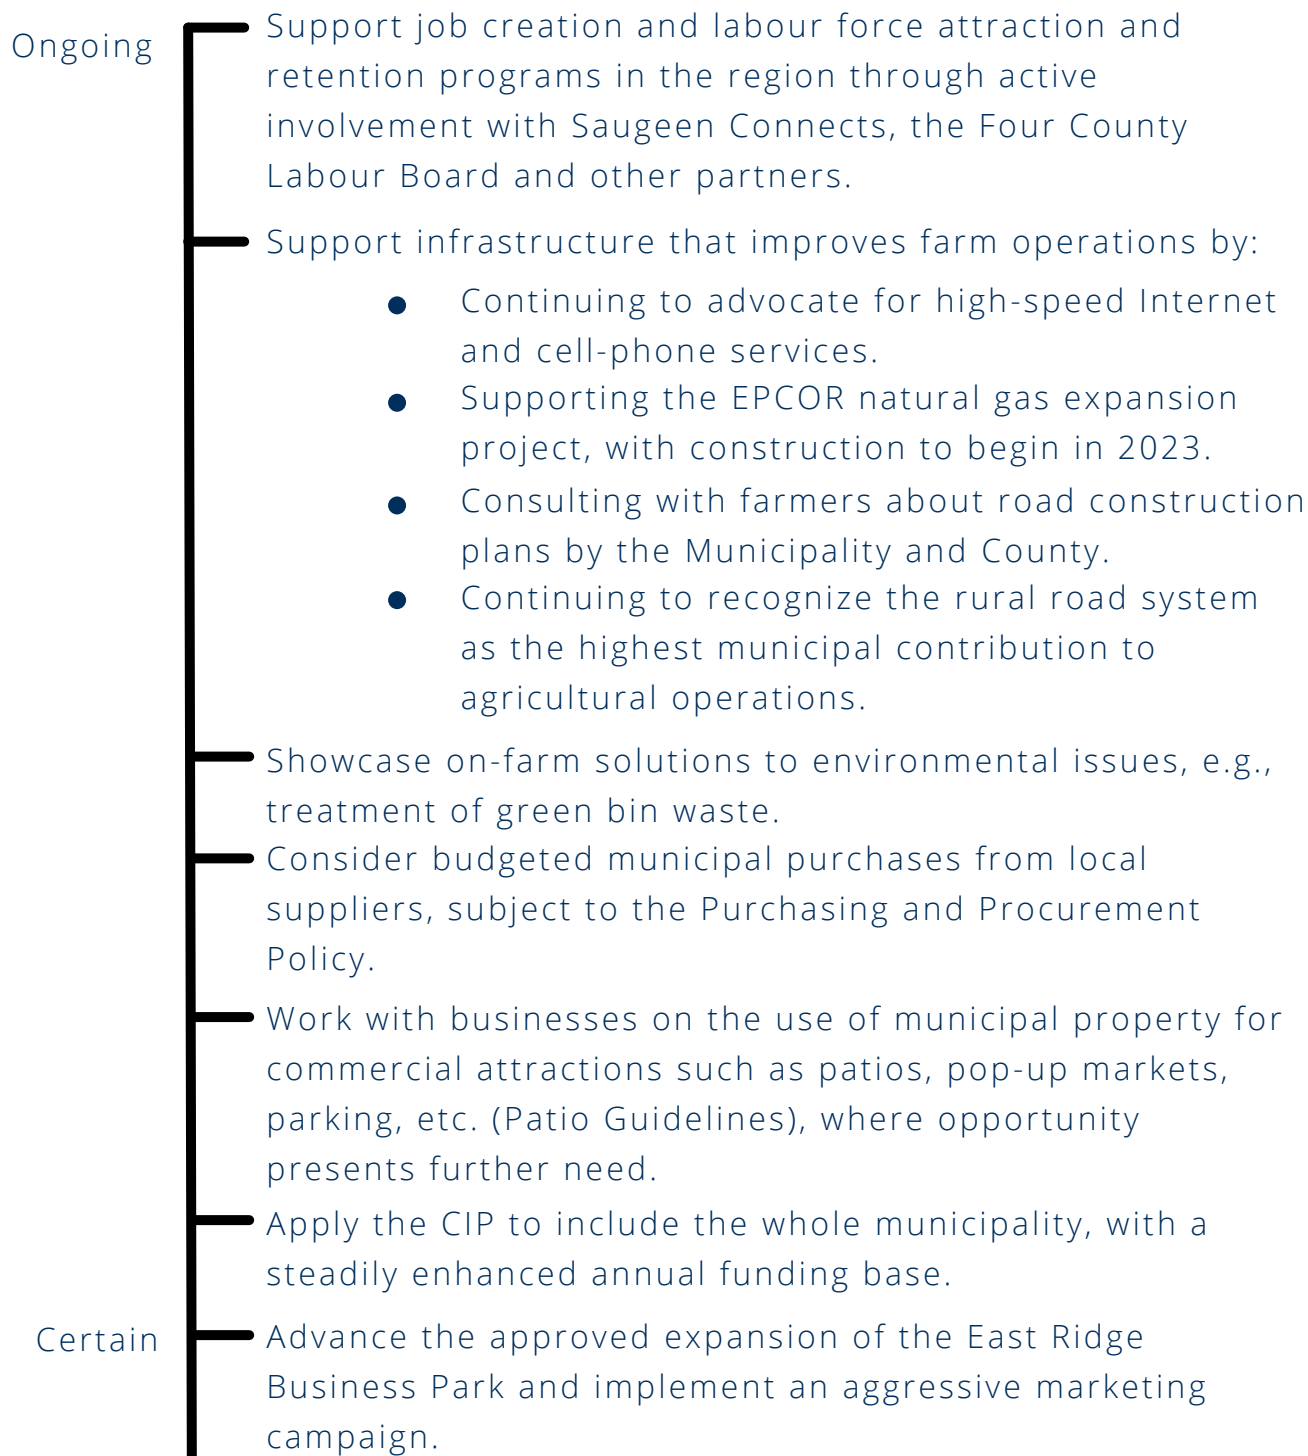 Ongoing
Support job creation and labour force attraction and
retention programs in the region through active
involvement with Saugeen Connects, the Four County
Labour Board and other partners.
Support infrastructure that improves farm operations by:
Continuing to advocate for high-speed Internet
and cell-phone services.
Supporting the EPCOR natural gas expansion
project, with construction to begin in 2023.
Consulting with farmers about road construction
plans by the Municipality and County.
Continuing to recognize the rural road system
as the highest municipal contribution to
agricultural operations.
Showcase on-farm solutions to environmental issues, e.g.,
treatment of green bin waste.
Consider budgeted municipal purchases from local
suppliers, subject to the Purchasing and Procurement
Policy.
Work with businesses on the use of municipal property for
commercial attractions such as patios, pop-up markets,
parking, etc. (Patio Guidelines), where opportunity
presents further need.
Apply the CIP to include the whole municipality, with a
steadily enhanced annual funding base.
Certain
Advance the approved expansion of the East Ridge
Business Park and implement an aggressive marketing
campaign.